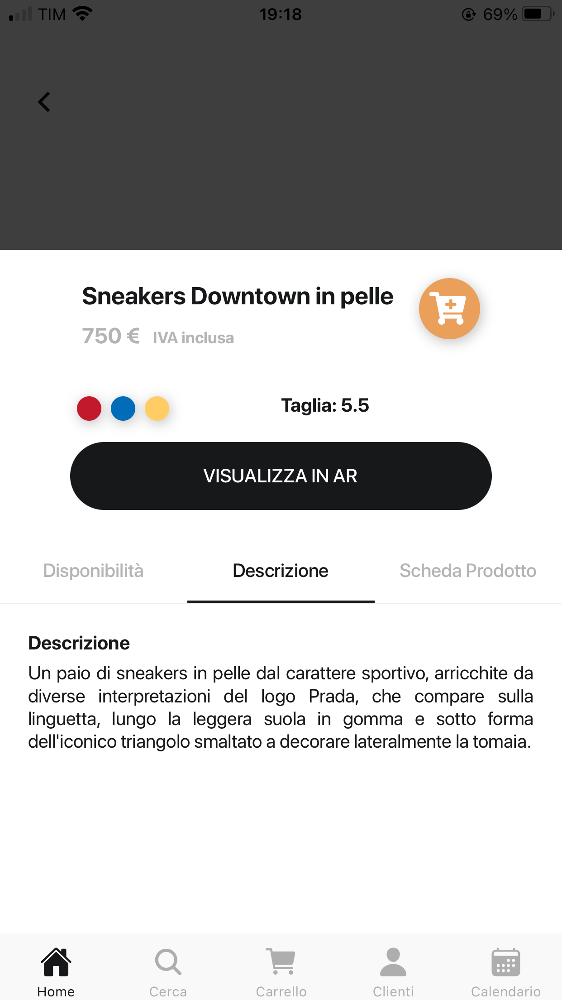 TIM 19:18 69%
Sneakers Downtown in pelle
750 € IVA inclusa
Taglia: 5.5
VISUALIZZA IN AR
Disponibilità Descrizione Scheda Prodotto
Descrizione
Un paio di sneakers in pelle dal carattere sportivo, arricchite da
diverse interpretazioni del logo Prada, che compare sulla
linguetta, lungo la leggera suola in gomma e sotto forma
dell'iconico triangolo smaltato a decorare lateralmente la tomaia.
Home Cerca Carrello Clienti Calendario